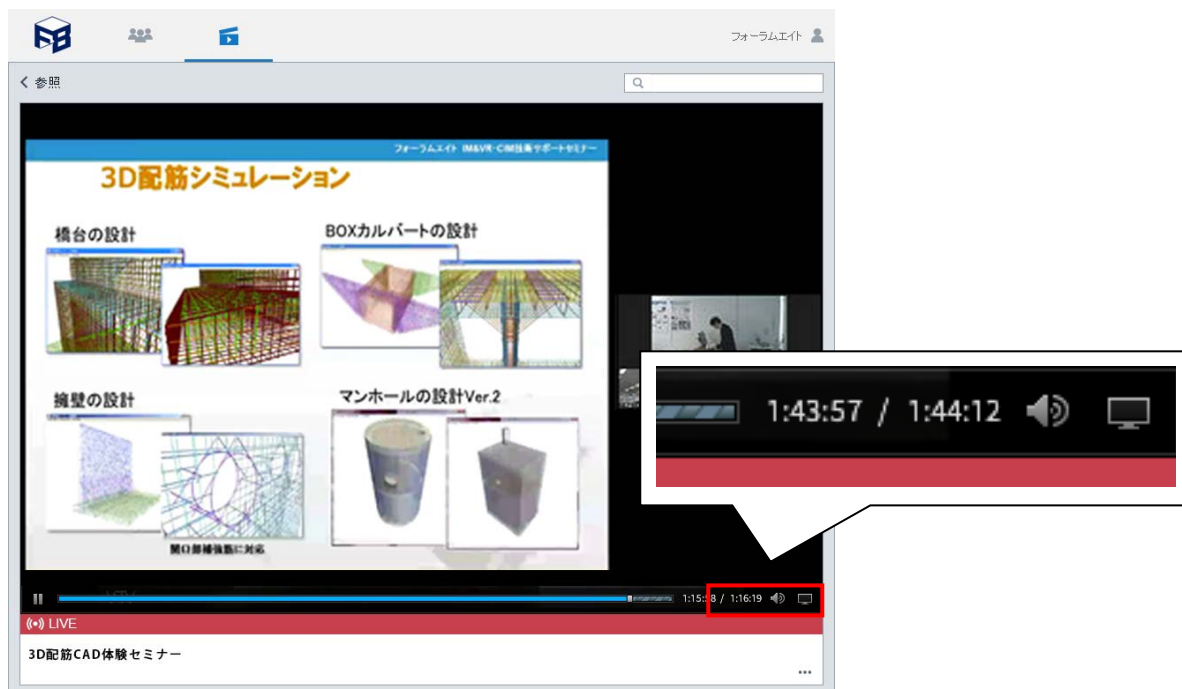 FB
フォーラムエイト
参照
フォーラムエイト IM&VR・CIM技術サポートセミナー
3D配筋シミュレーション
橋台の設計
BOXカルバートの設計
擁壁の設計
マンホールの設計Ver.2
開口部補強筋に対応
1:43:57 / 1:44:12
1:15:58 / 1:16:19
LIVE
3D配筋CAD体験セミナー
...